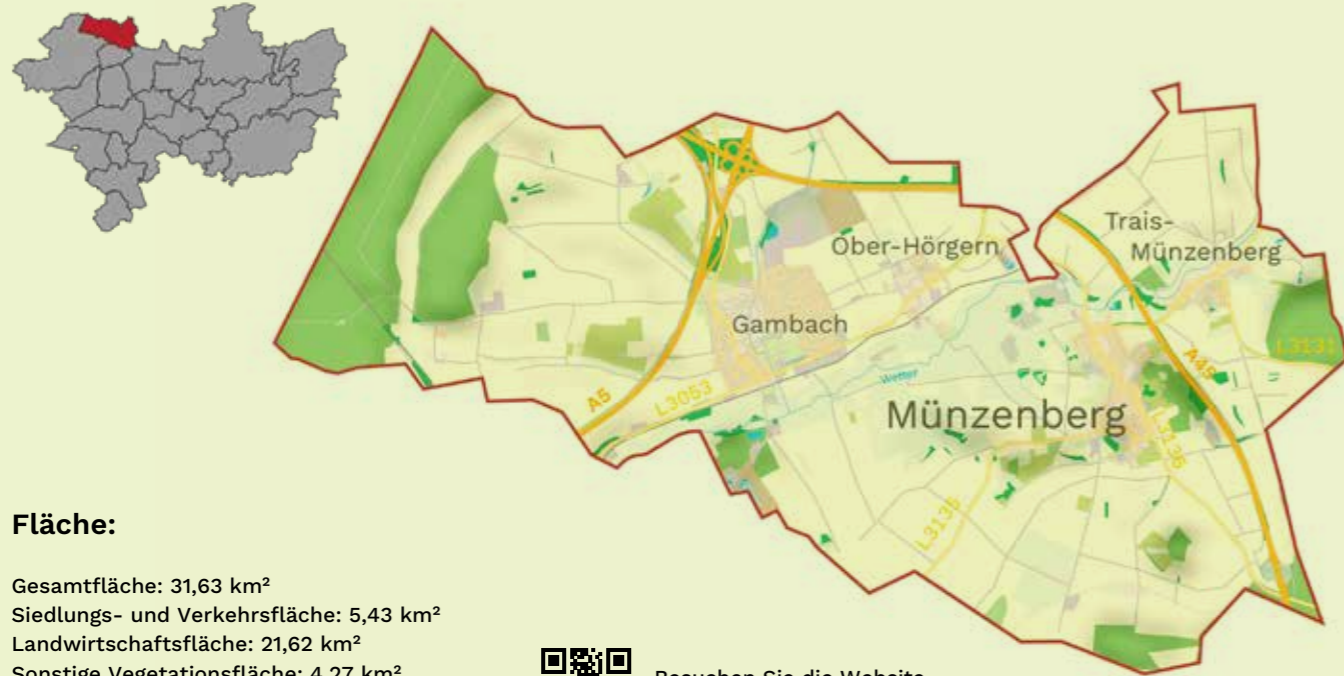 Trais-
Münzenberg
Ober-Hörgern
Gambach
L3131
A45
A5
L3053
Wetter
Münzenberg
L3136
L3135
Fläche:
Gesamtfläche: 31,63 km²
Siedlungs- und Verkehrsfläche: 5,43 km²
Landwirtschaftsfläche: 21,62 km²
Sonstige Vegetationsfläche: 4,27 km²
Besuchen Sie die Website